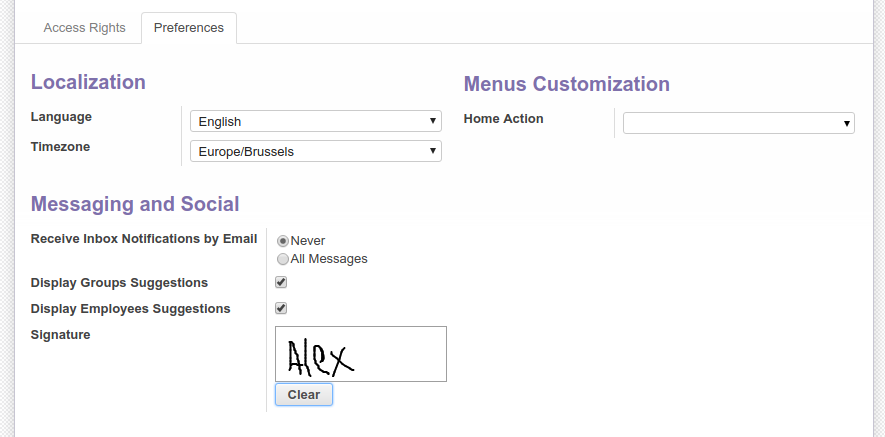 Access Rights Preferences
Localization
Language English
Timezone Europe/Brussels
Menus Customization
Home Action
Messaging and Social
Receive Inbox Notifications by Email Never
All Messages
Display Groups Suggestions
Display Employees Suggestions
Signature Alex
Clear